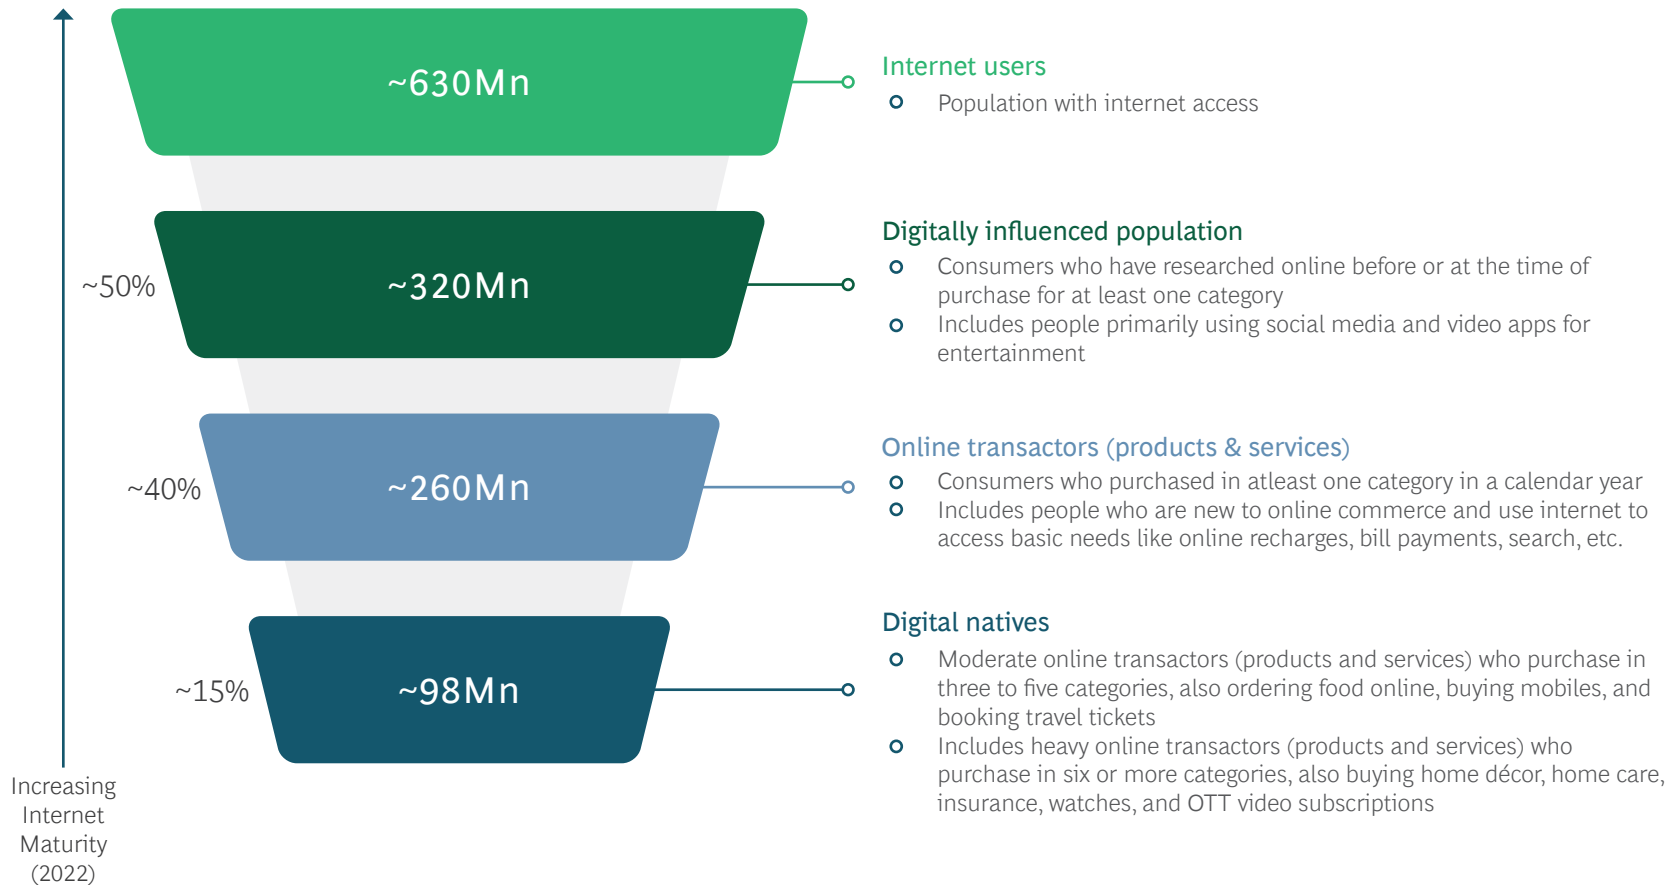 ~630Mn
Internet users
Population with internet access
~50%
~320Mn
Digitally influenced population
Consumers who have researched online before or at the time of
purchase for at least one category
Includes people primarily using social media and video apps for
entertainment
~40%
~260Mn
Online transactors (products & services)
Consumers who purchased in atleast one category in a calendar year
Includes people who are new to online commerce and use internet to
access basic needs like online recharges, bill payments, search, etc.
~15%
~98Mn
Digital natives
Moderate online transactors (products and services) who purchase in
three to five categories, also ordering food online, buying mobiles, and
booking travel tickets
Includes heavy online transactors (products and services) who
purchase in six or more categories, also buying home décor, home care,
insurance, watches, and OTT video subscriptions
Increasing
Internet
Maturity
(2022)